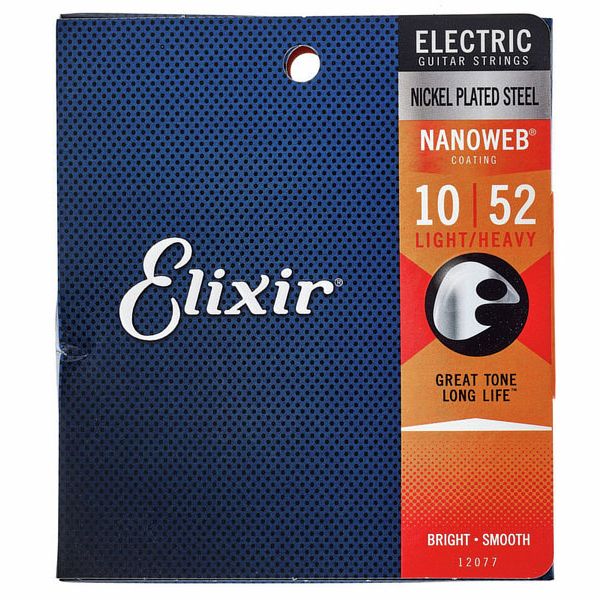 ELECTRIC
GUITAR STRINGS
NICKEL PLATED STEEL
NANOWEB®
COATING
10 | 52
LIGHT/HEAVY
Elixir®
GREAT TONE
LONG LIFE™
BRIGHT • SMOOTH
12077